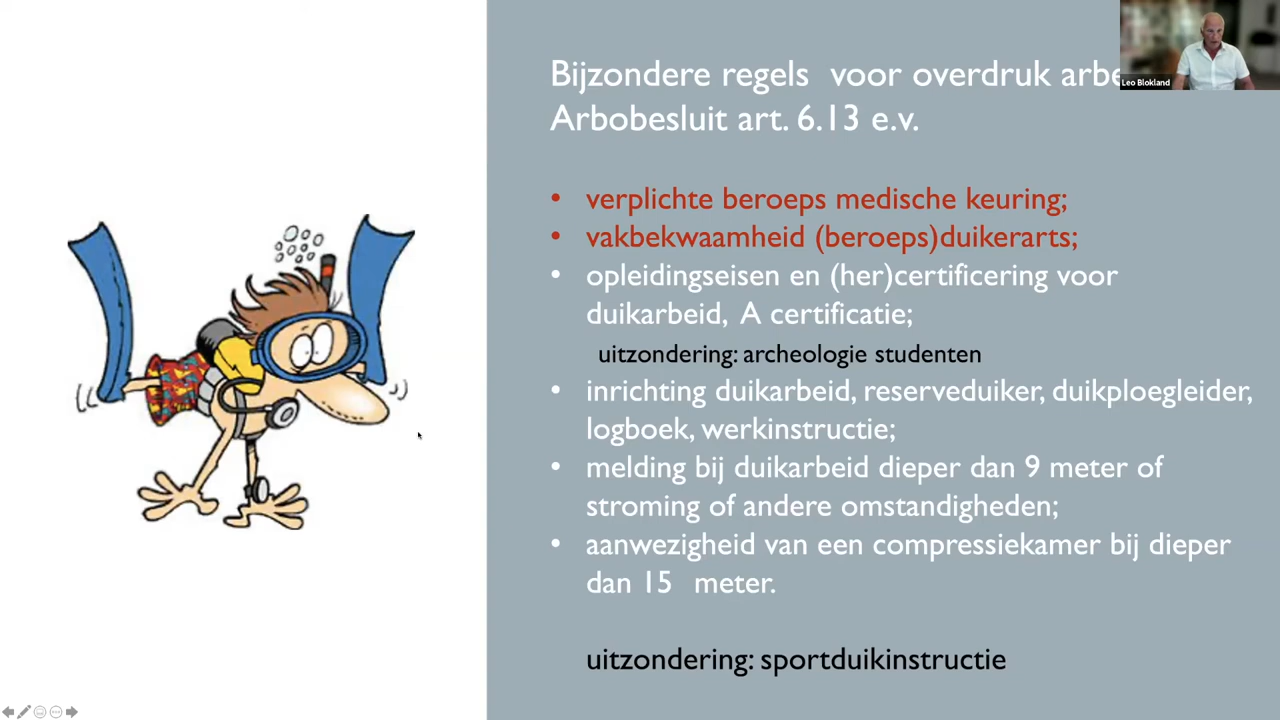 Bijzondere regels voor overdruk
Leo Blokland
Arbobesluit art. 6.13 e.v.
• verplichte beroeps medische keuring;
• vakbekwaamheid (beroeps)duikerarts;
• opleidingseisen en (her)certificering voor
duikarbeid, A certificatie;
uitzondering: archeologie studenten
• inrichting duikarbeid, reserveduiker, duikploegleider,
logboek, werkinstructie;
• melding bij duikarbeid dieper dan 9 meter of
stroming of andere omstandigheden;
• aanwezigheid van een compressiekamer bij dieper
dan 15 meter.
uitzondering: sportduikinstructie